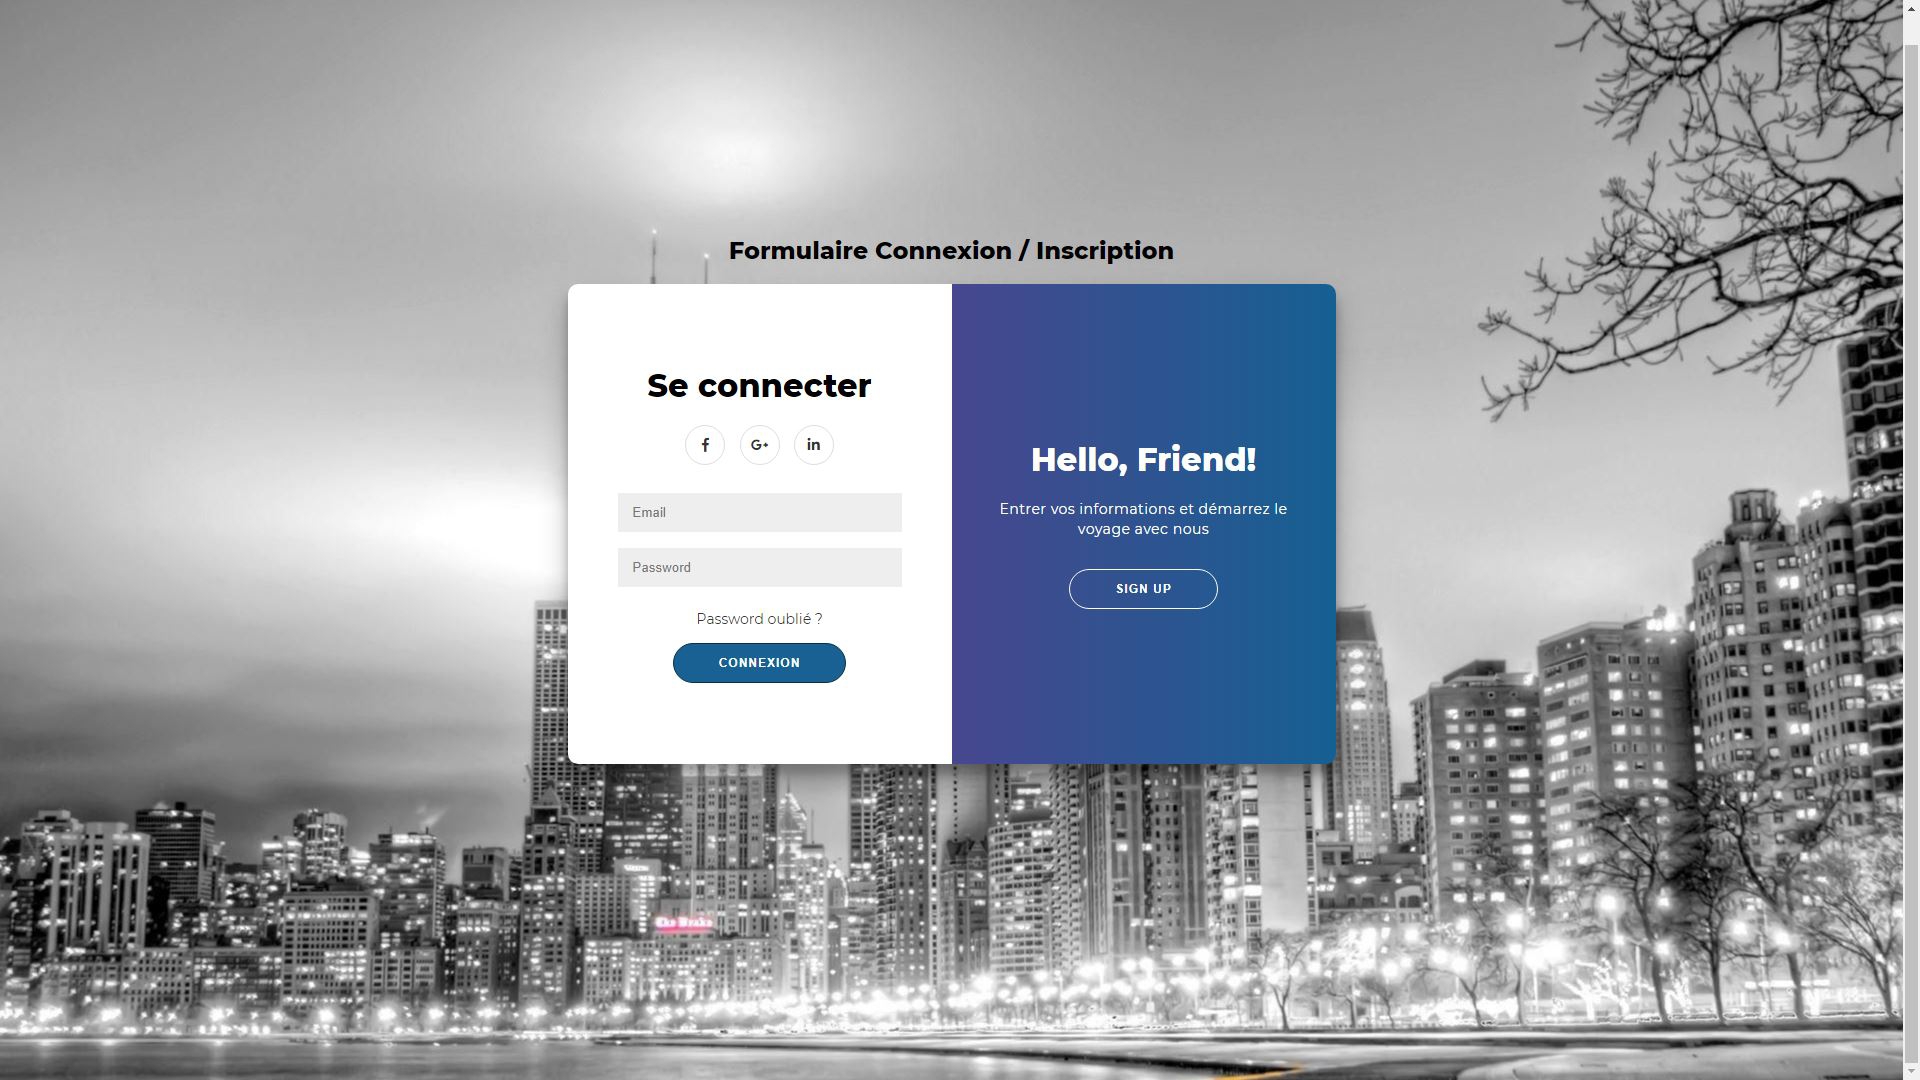 Formulaire Connexion / Inscription
Se connecter
G+
in
Email
Password
Password oublié ?
CONNEXION
Hello, Friend!
Entrer vos informations et démarrez le
voyage avec nous
SIGN UP
The Drake